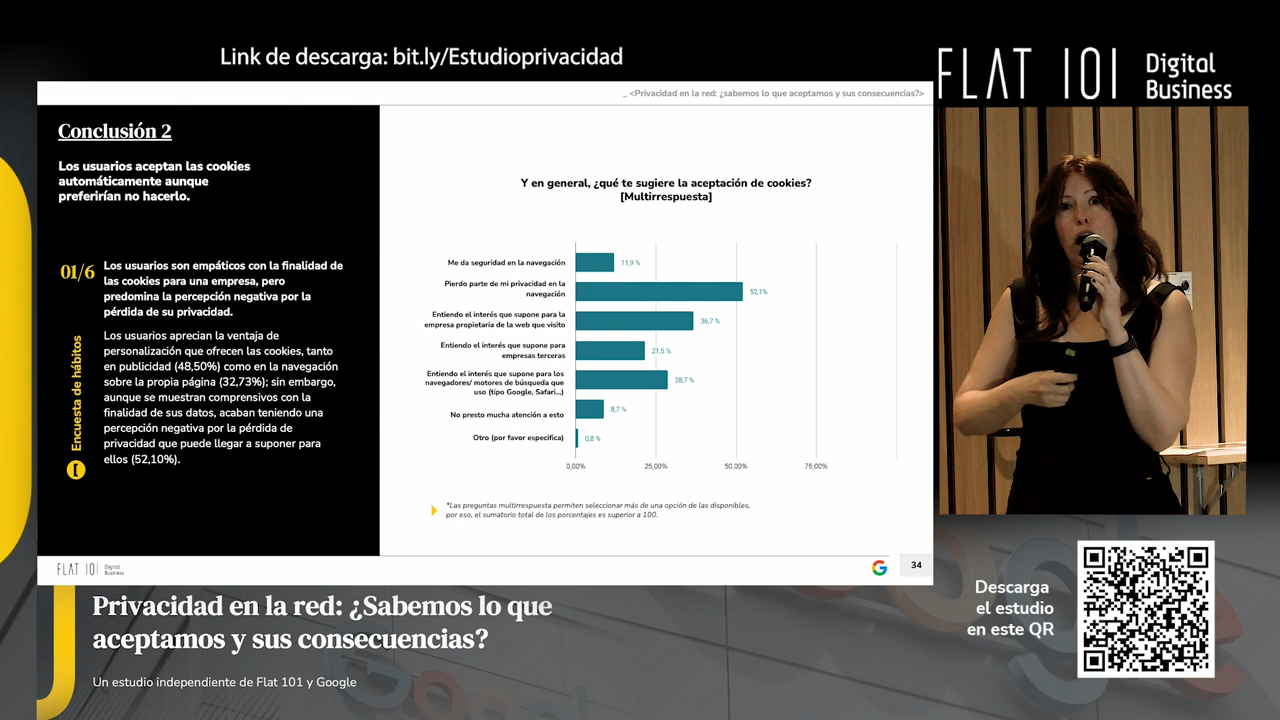 Link de descarga: bit.ly/Estudioprivacidad
FLAT 101
Digital
Business
_ <Privacidad en la red: ¿sabemos lo que aceptamos y sus consecuencias?>
Conclusión 2
Los usuarios aceptan las cookies
automáticamente aunque
preferirían no hacerlo.
01/6
Los usuarios son empáticos con la finalidad de
las cookies para una empresa, pero
predomina la percepción negativa por la
pérdida de su privacidad.
Los usuarios aprecian la ventaja de
personalización que ofrecen las cookies, tanto
en publicidad (48,50%) como en la navegación
sobre la propia página (32,73%); sin embargo,
aunque se muestran comprensivos con la
finalidad de sus datos, acaban teniendo una
percepción negativa por la pérdida de
privacidad que puede llegar a suponer para
ellos (52,10%).
Encuesta de hábitos
Y en general, ¿qué te sugiere la aceptación de cookies?
[Multirrespuesta]
Me da seguridad en la navegación
11,9 %
Pierdo parte de mi privacidad en la
navegación
52,1%
Entiendo el interés que supone para la
empresa propietaria de la web que visito
36,7 %
Entiendo el interés que supone para
empresas terceras
21,5 %
Entiendo el interés que supone para los
navegadores/ motores de búsqueda que
uso (tipo Google, Safari...)
28,7 %
No presto mucha atención a esto
8,7 %
Otro (por favor especifica)
0,8 %
0,00% 25,00% 50,00% 75,00%
*Las preguntas multirrespuesta permiten seleccionar más de una opción de las disponibles,
por eso, el sumatorio total de los porcentajes es superior a 100.
FLAT 101
Digital
Business
G
34
Privacidad en la red: ¿Sabemos lo que
aceptamos y sus consecuencias?
Un estudio independiente de Flat 101 y Google
Descarga
el estudio
en este QR